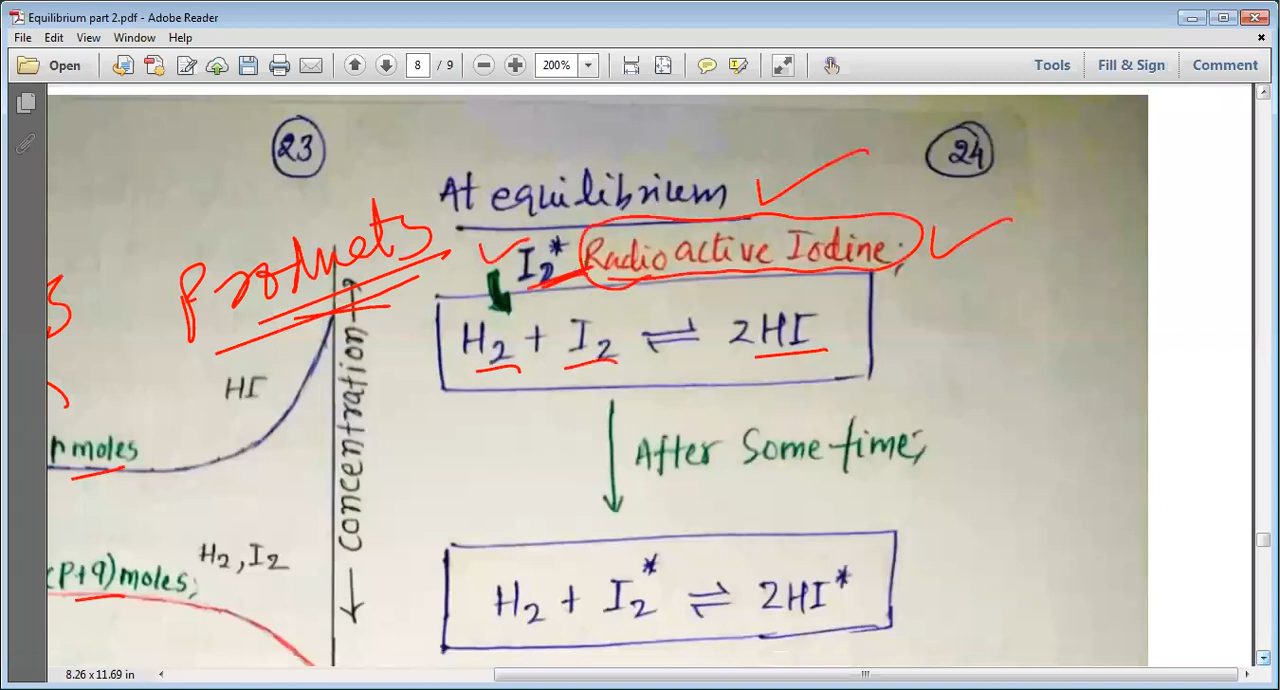 Equilibrium part 2.pdf - Adobe Reader
File Edit View Window Help
Open 8 / 9 200% Tools Fill & Sign Comment
23
Products
HI
moles
H2, I2
(P+q)moles;
← concentration →
24
At equilibrium
I2* Radioactive Iodine;
H2 + I2 ⇌ 2HI
After Some time;
H2 + I2* ⇌ 2HI*
8.26 x 11.69 in